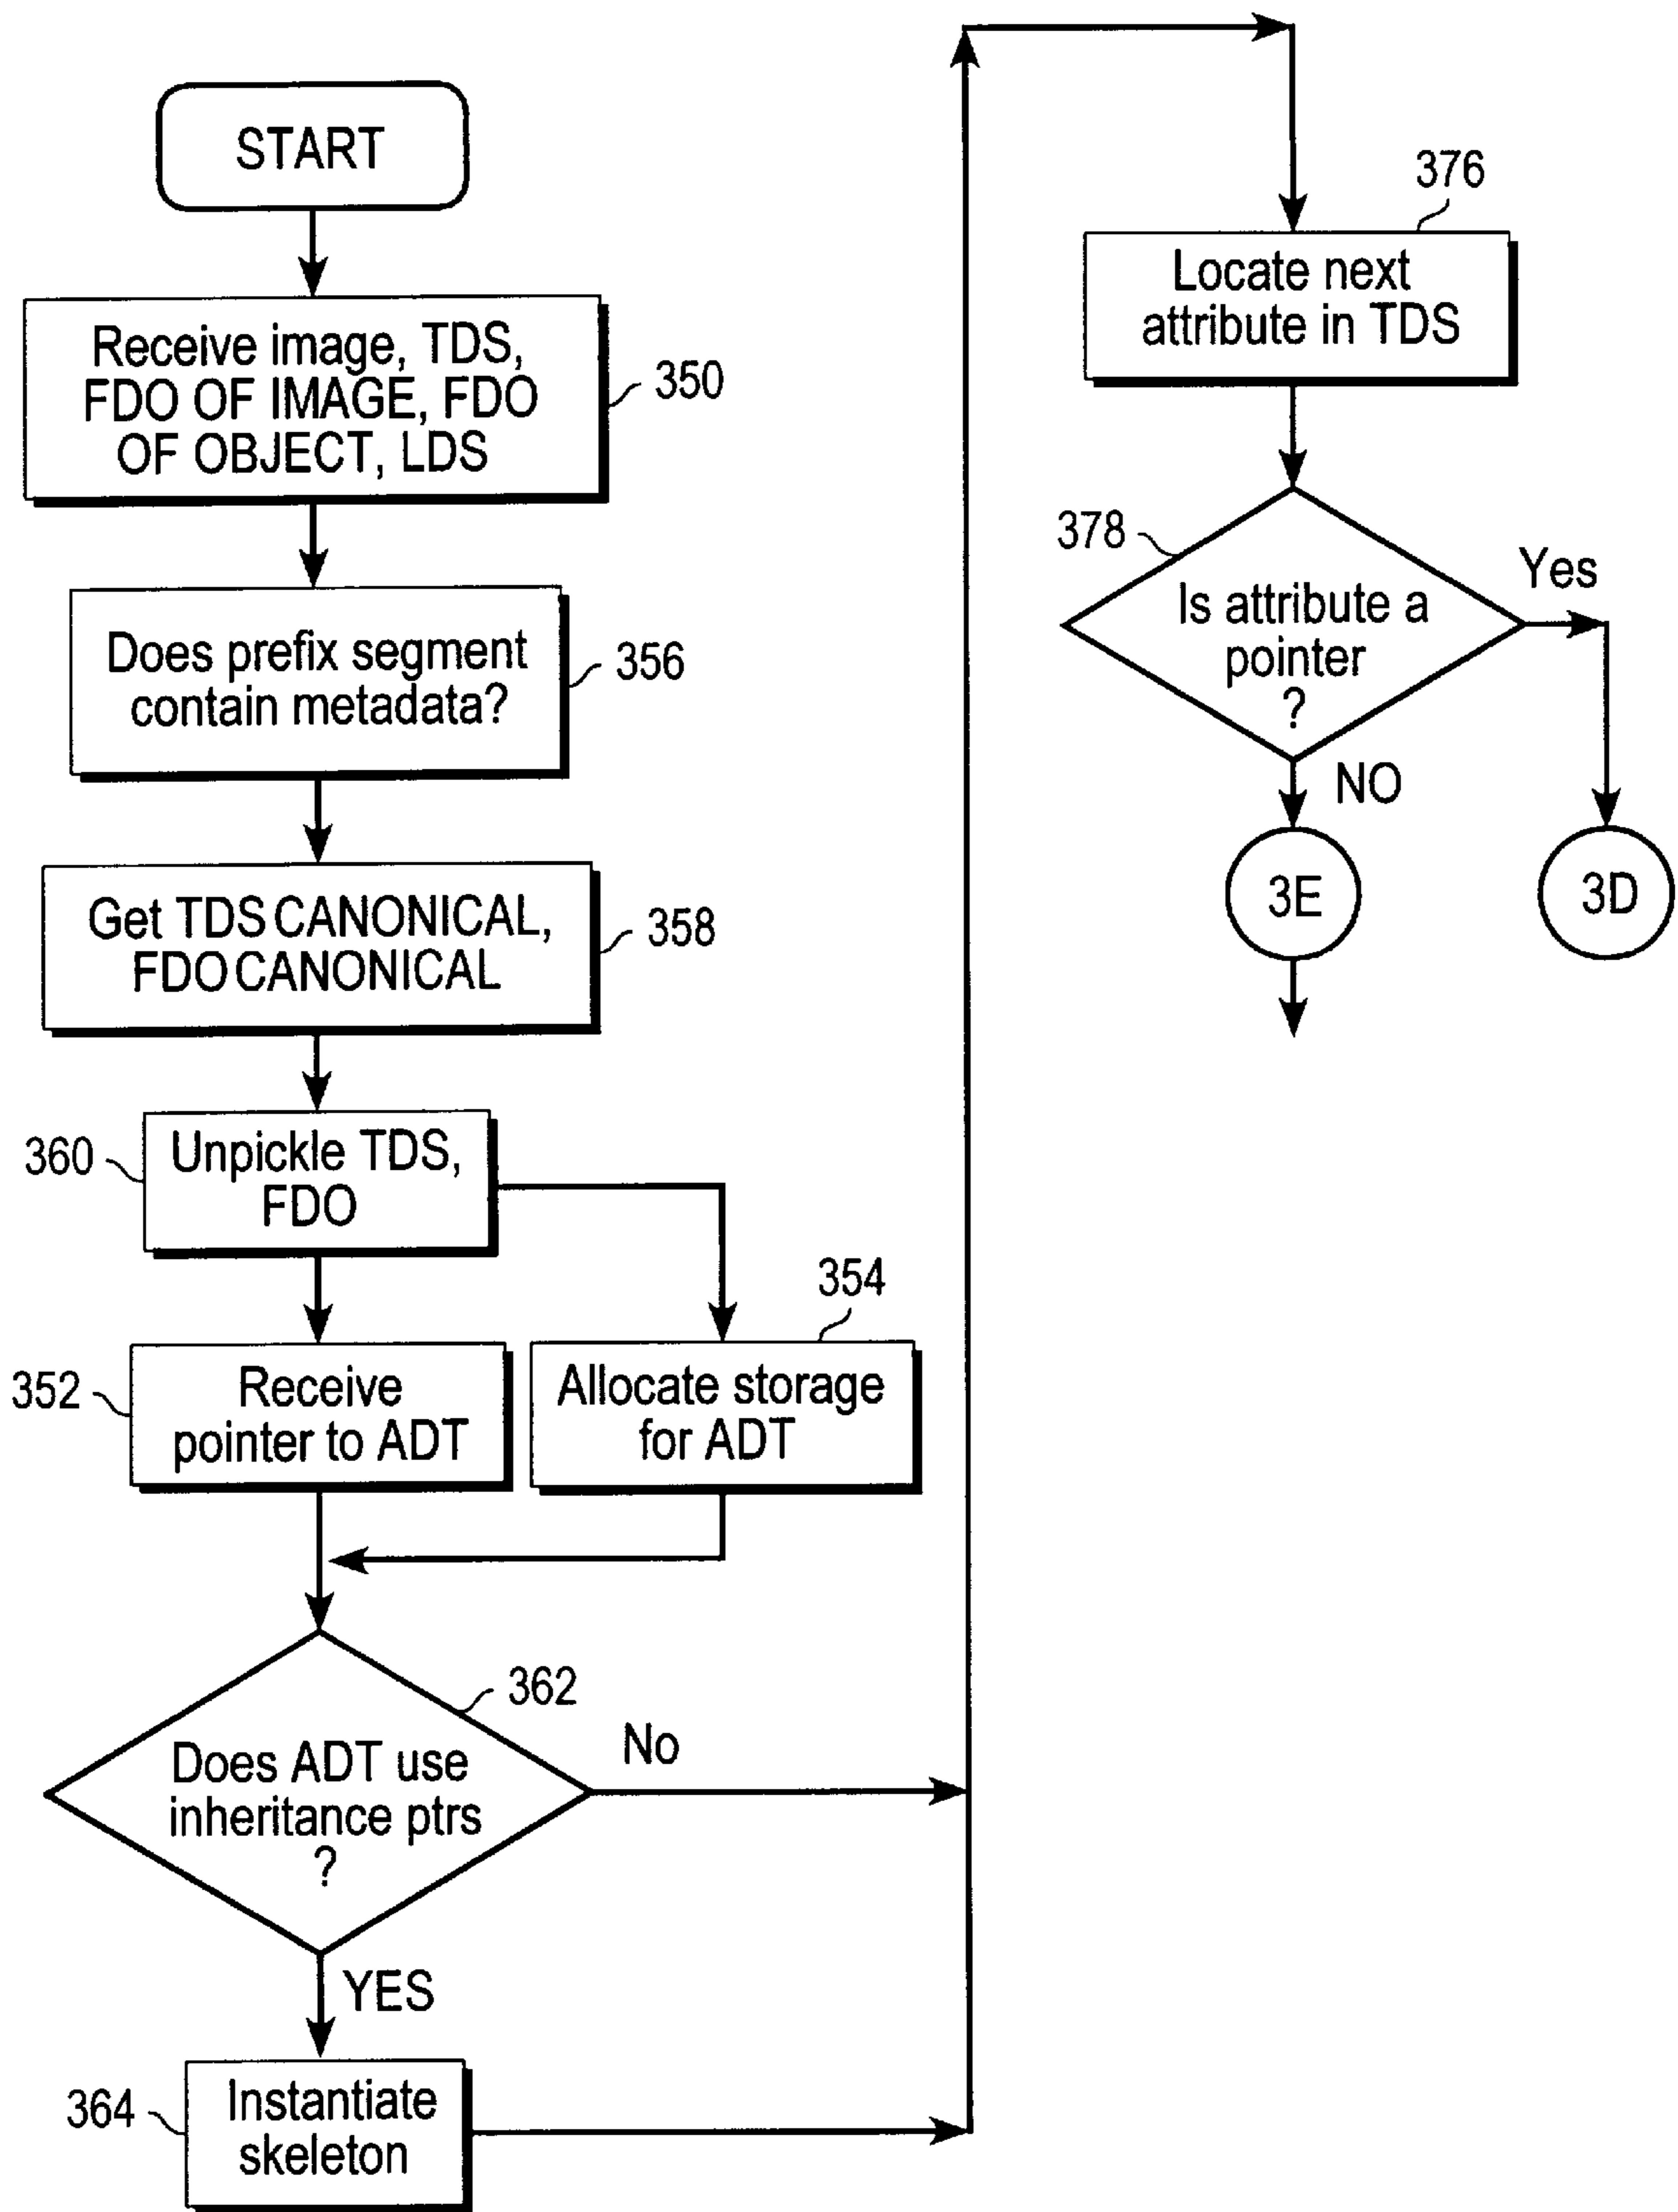 START
Receive image, TDS,
FDO OF IMAGE, FDO
OF OBJECT, LDS
350
Does prefix segment
contain metadata?
356
Get TDS CANONICAL,
FDO CANONICAL
358
360
Unpickle TDS,
FDO
352
Receive
pointer to ADT
354
Allocate storage
for ADT
362
Does ADT use
inheritance ptrs
?
No
YES
364
Instantiate
skeleton
376
Locate next
attribute in TDS
378
Is attribute a
pointer
?
Yes
NO
3E
3D